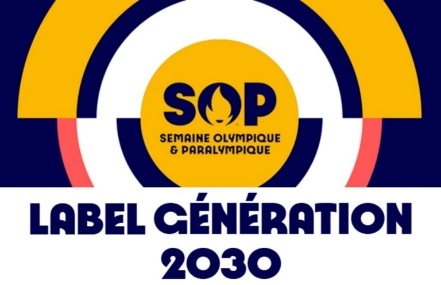 SOP
SEMAINE OLYMPIQUE
& PARALYMPIQUE
LABEL GÉNÉRATION
2030